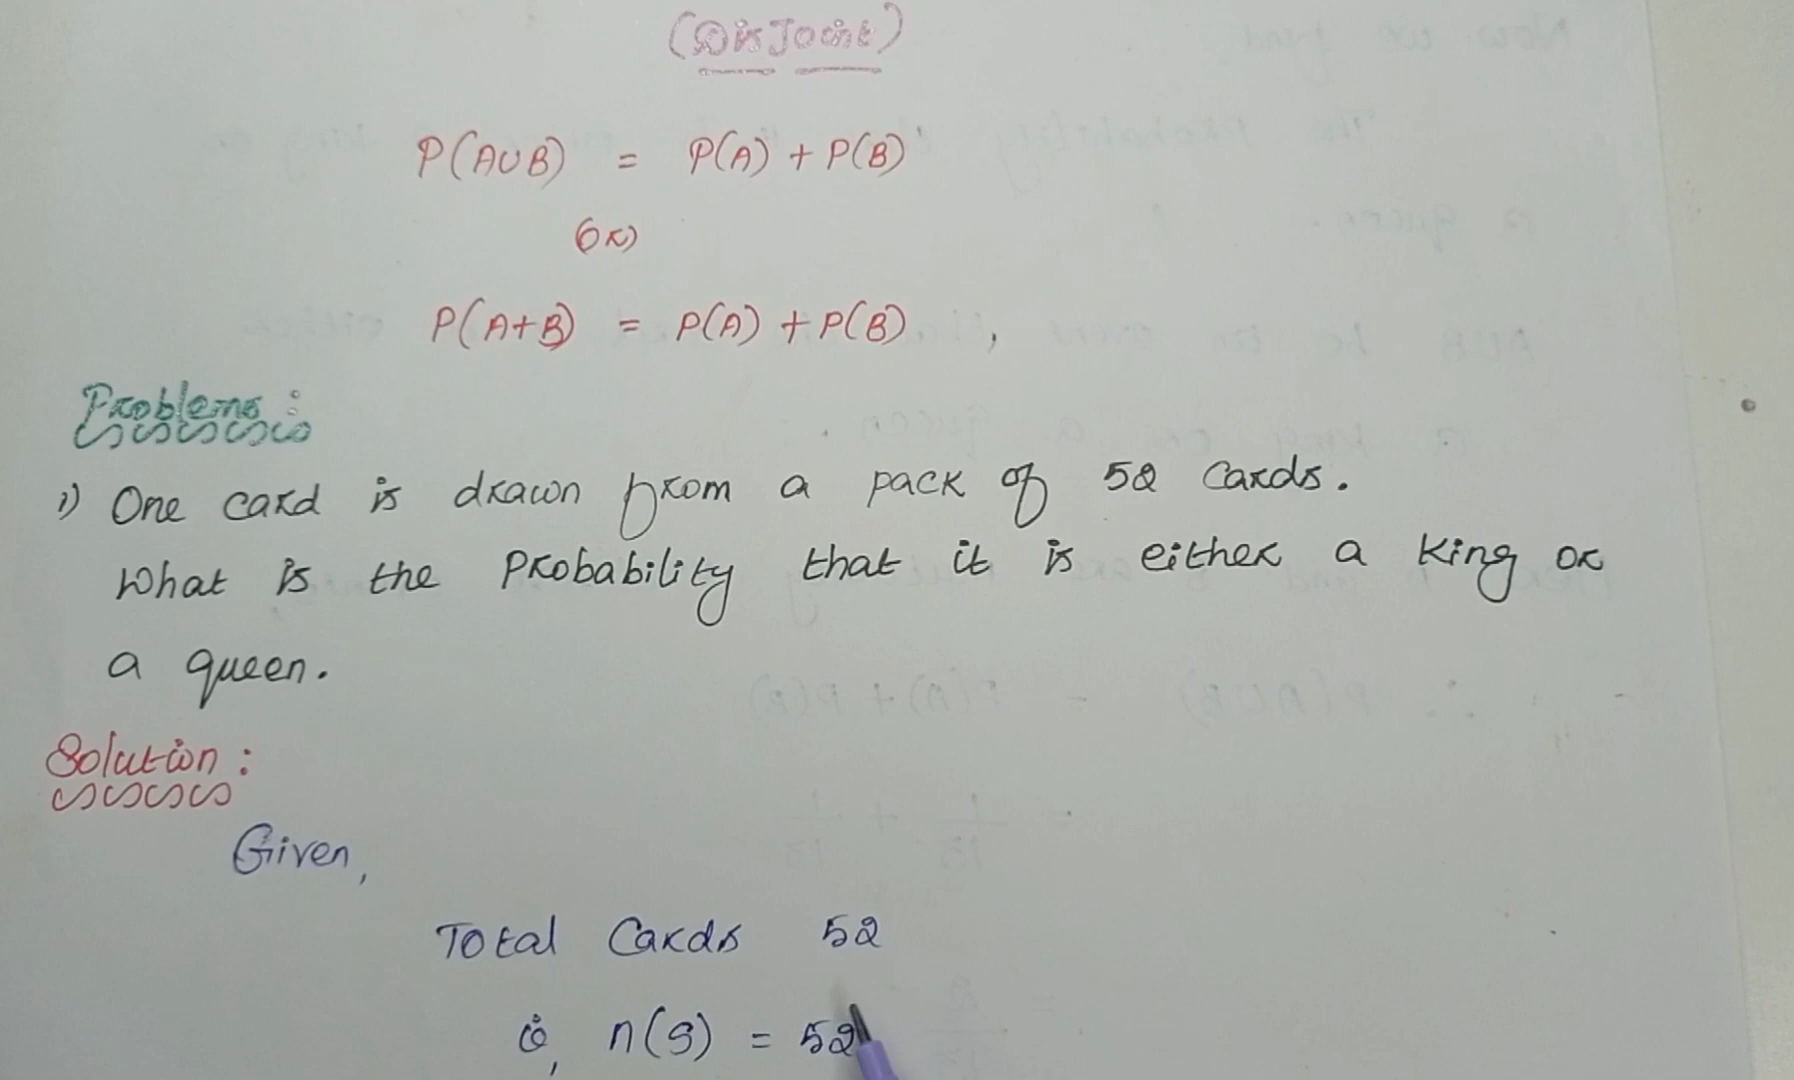 (Disjoint)
P(A∪B) = P(A) + P(B)
(or)
P(A+B) = P(A) + P(B),
Problems:
1) One card is drawn from a pack of 52 Cards.
What is the Probability that it is either a King or
a queen.
Solution:
Given,
Total Cards 52
ie, n(S) = 52